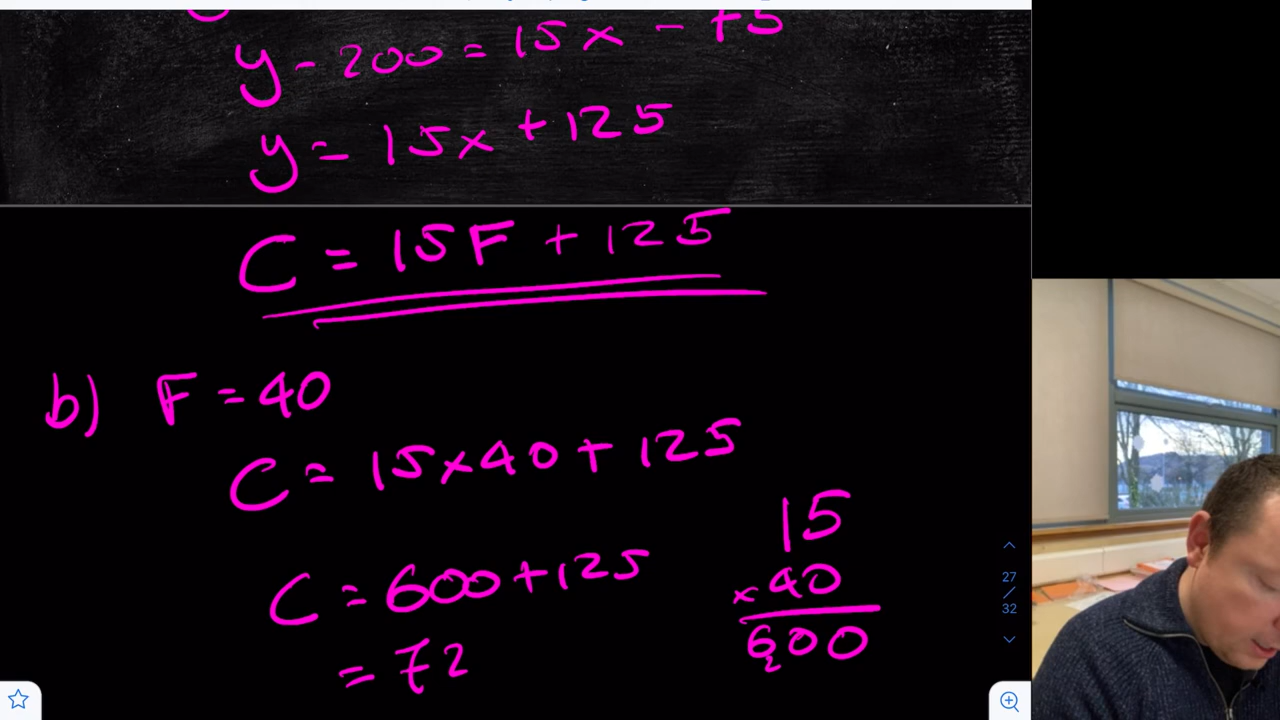 y - 200 = 15x - 75
y = 15x + 125
C = 15F + 125
b) F = 40
C = 15 x 40 + 125
C = 600 + 125
= 72
15
x 40
600
2
27
/
32